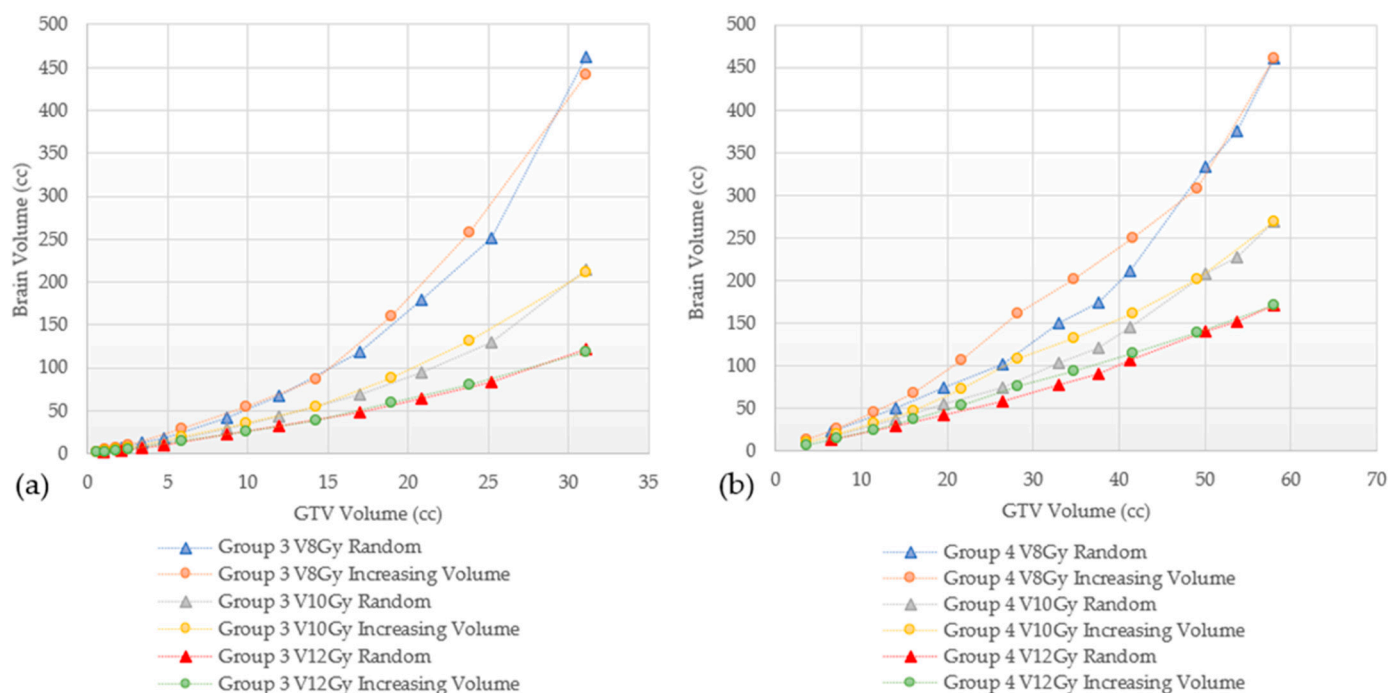 500
450
400
350
300
250
200
150
100
50
0
Brain Volume (cc)
0 5 10 15 20 25 30 35
(a)
GTV Volume (cc)
Group 3 V8Gy Random
Group 3 V8Gy Increasing Volume
Group 3 V10Gy Random
Group 3 V10Gy Increasing Volume
Group 3 V12Gy Random
Group 3 V12Gy Increasing Volume
500
450
400
350
300
250
200
150
100
50
0
Brain Volume (cc)
0 10 20 30 40 50 60 70
(b)
GTV Volume (cc)
Group 4 V8Gy Random
Group 4 V8Gy Increasing Volume
Group 4 V10Gy Random
Group 4 V10Gy Increasing Volume
Group 4 V12Gy Random
Group 4 V12Gy Increasing Volume